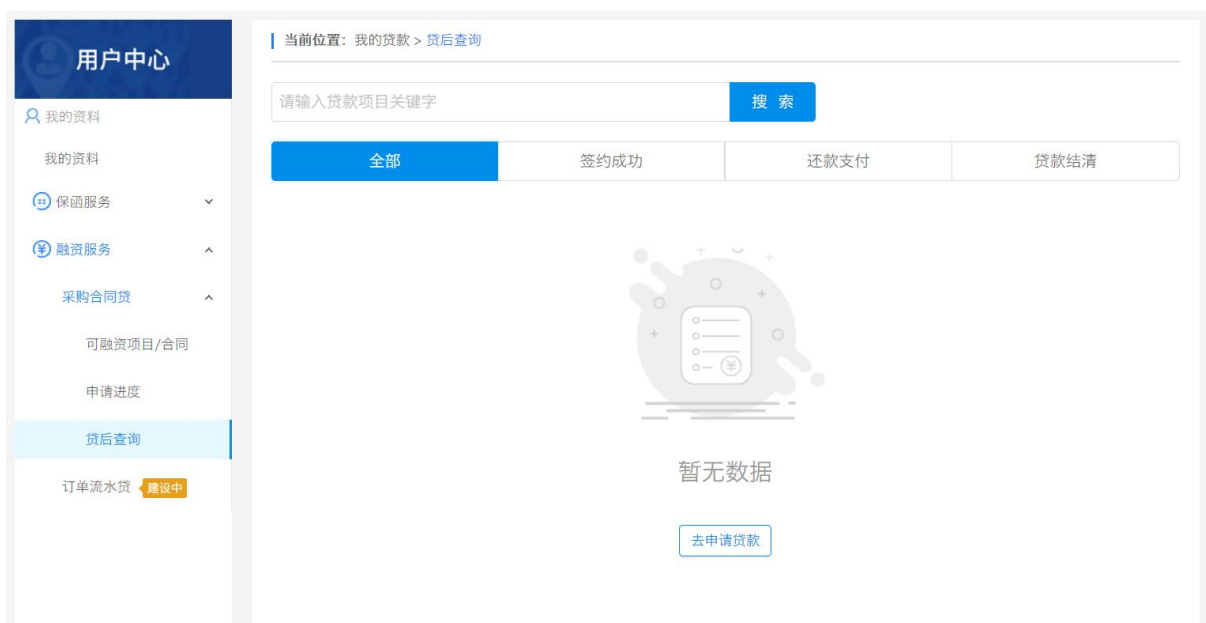 用户中心
我的资料
我的资料
保函服务
融资服务
采购合同贷
可融资项目/合同
申请进度
贷后查询
订单流水贷 建设中
当前位置：我的贷款 > 贷后查询
请输入贷款项目关键字
搜 索
全部 签约成功 还款支付 贷款结清
暂无数据
去申请贷款